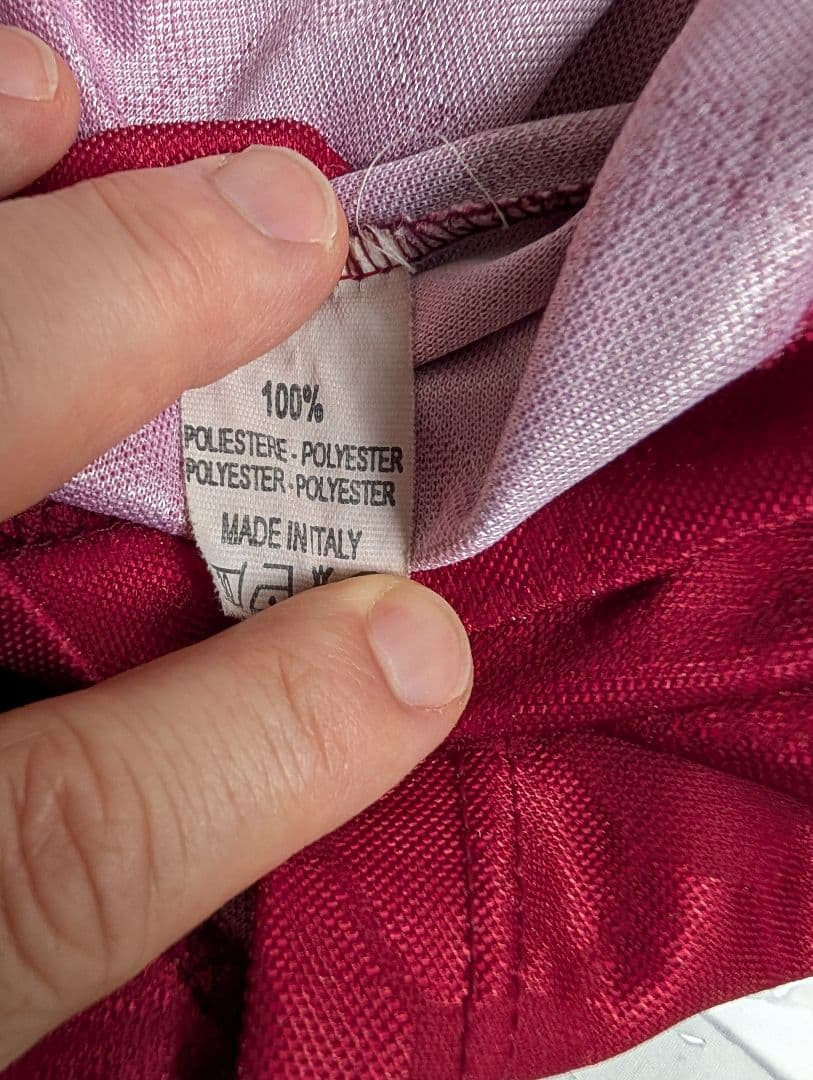 100%
POLIESTERE - POLYESTER
POLYESTER - POLYESTER
MADE IN ITALY